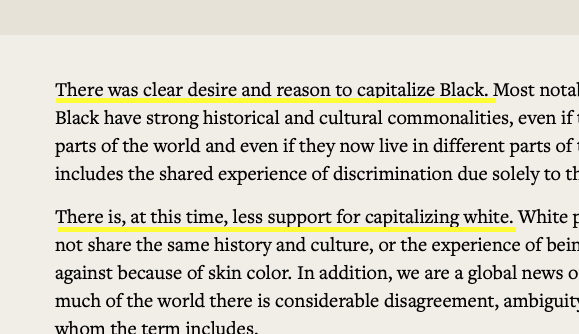 There was clear desire and reason to capitalize Black. Most
Black have strong historical and cultural commonalities, even if
parts of the world and even if they now live in different parts of
includes the shared experience of discrimination due solely to
There is, at this time, less support for capitalizing white. White
not share the same history and culture, or the experience of
against because of skin color. In addition, we are a global news
much of the world there is considerable disagreement, ambiguity
whom the term includes.